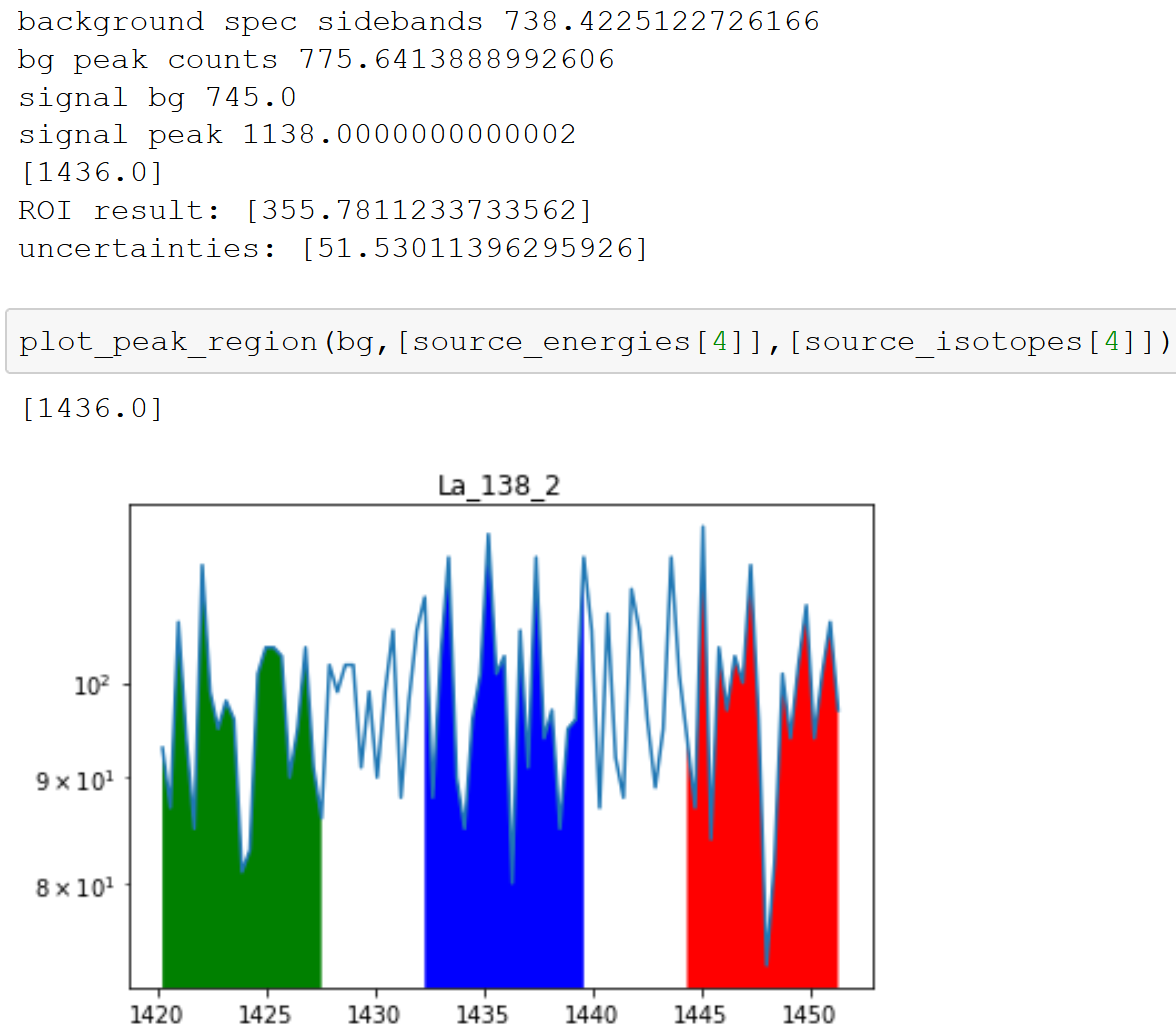 background spec sidebands 738.4225122726166
bg peak counts 775.6413888992606
signal bg 745.0
signal peak 1138.0000000000002
[1436.0]
ROI result: [355.7811233733562]
uncertainties: [51.53011396295926]
plot_peak_region(bg,[source_energies[4]],[source_isotopes[4]])
[1436.0]
La_138_2
10²
9 × 10¹
8 × 10¹
1420 1425 1430 1435 1440 1445 1450